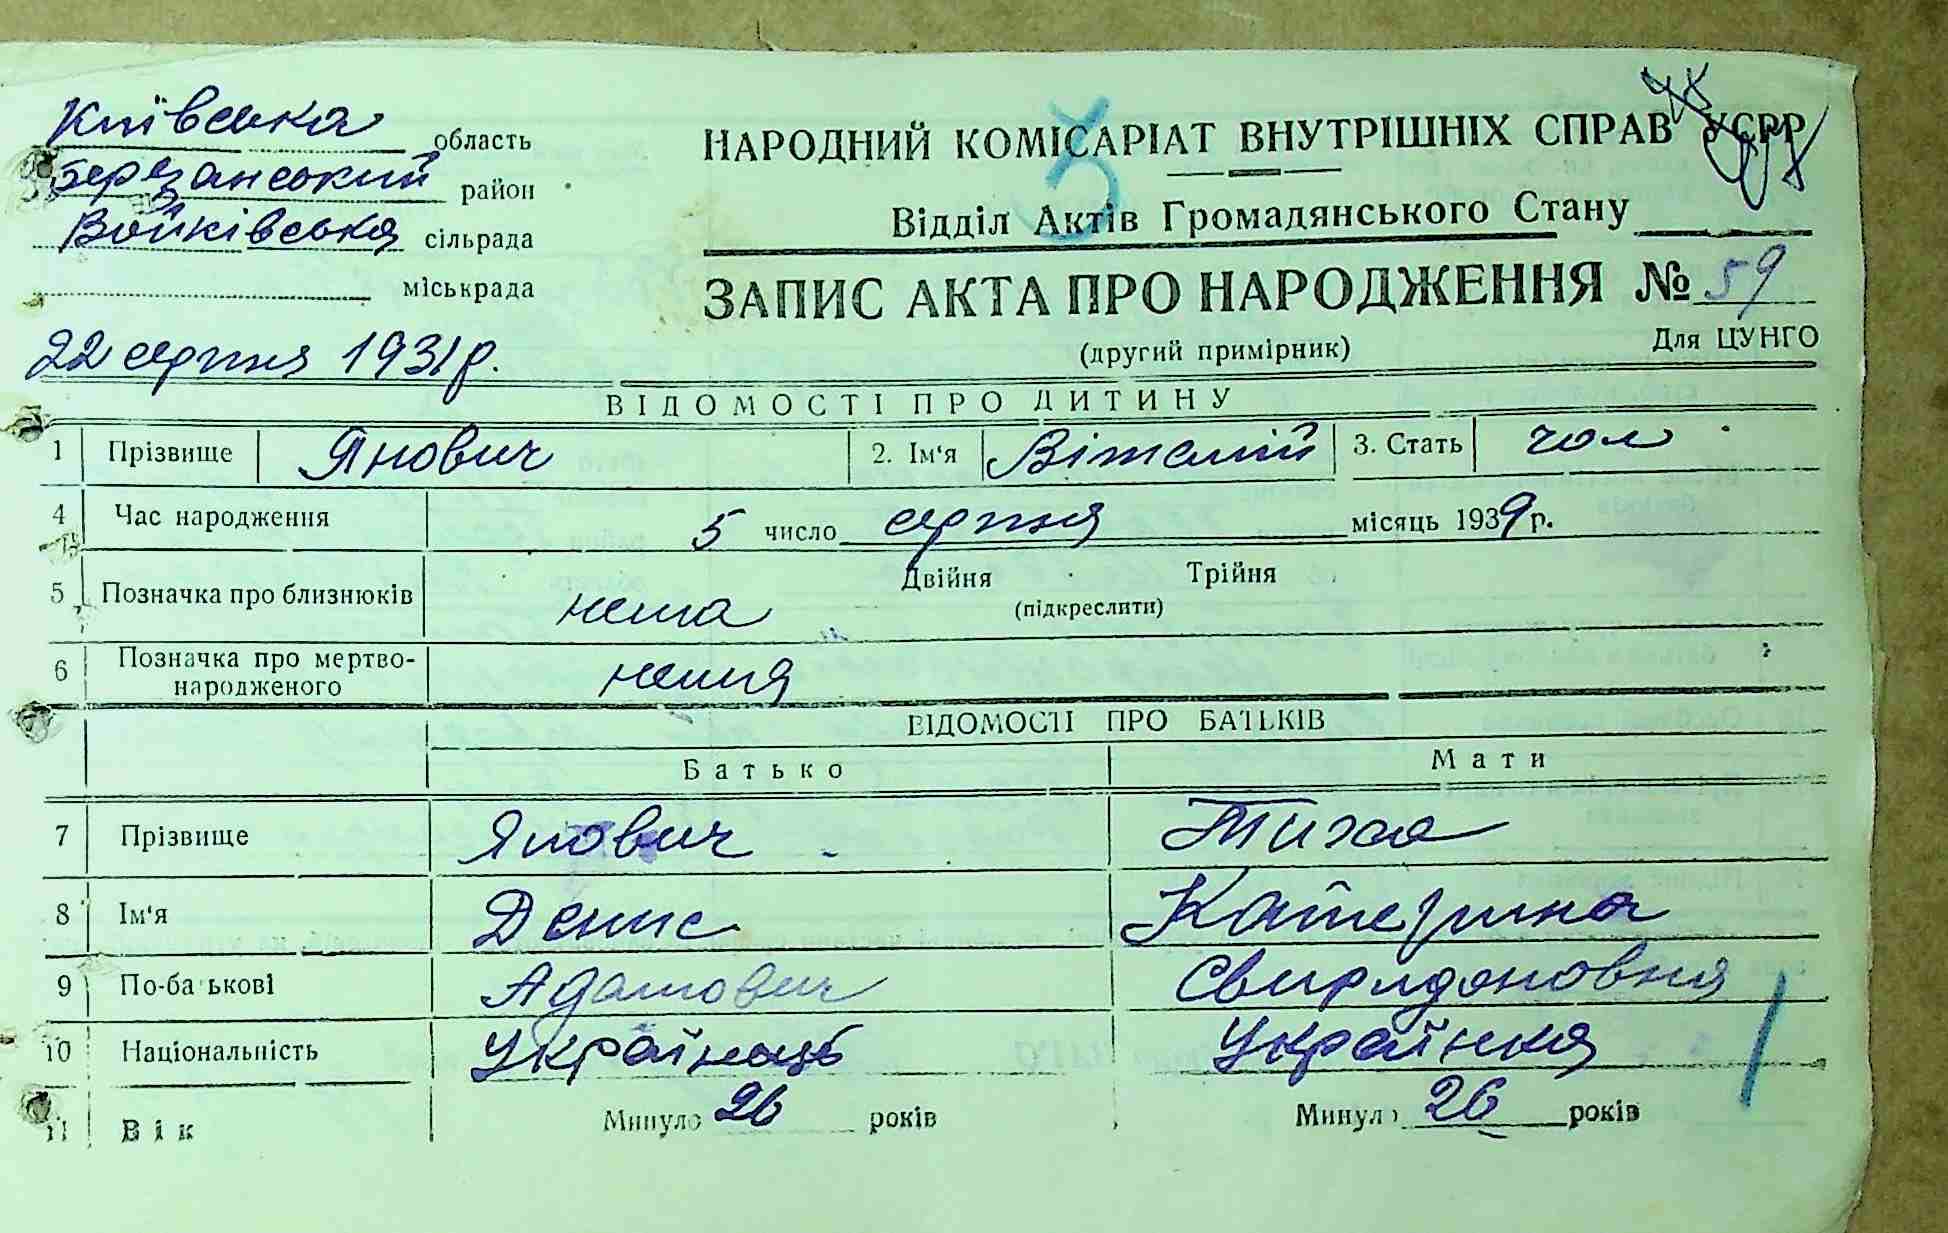 Київська область
Березанський район
Войківська сільрада
міськрада
НАРОДНИЙ КОМІСАРІАТ ВНУТРІШНІХ СПРАВ УСРР
Відділ Актів Громадянського Стану
ЗАПИС АКТА ПРО НАРОДЖЕННЯ № 59
(другий примірник) Для ЦУНГО
22 серпня 1931р.
ВІДОМОСТІ ПРО ДИТИНУ
1 Прізвище Янович 2. Ім'я Віталій 3. Стать чол
4 Час народження 5 число серпня місяць 1939 р.
5 Позначка про близнюків нема Двійня Трійня
(підкреслити)
6 Позначка про мертво-
народженого нема
ВІДОМОСТІ ПРО БАТЬКІВ
Батько Мати
7 Прізвище Янович Тихая
8 Ім'я Денис Катерина
9 По-батькові Адамович Свиридоновна
10 Національність Українець Українка
11 Вік Минуло 26 років Минуло 26 років